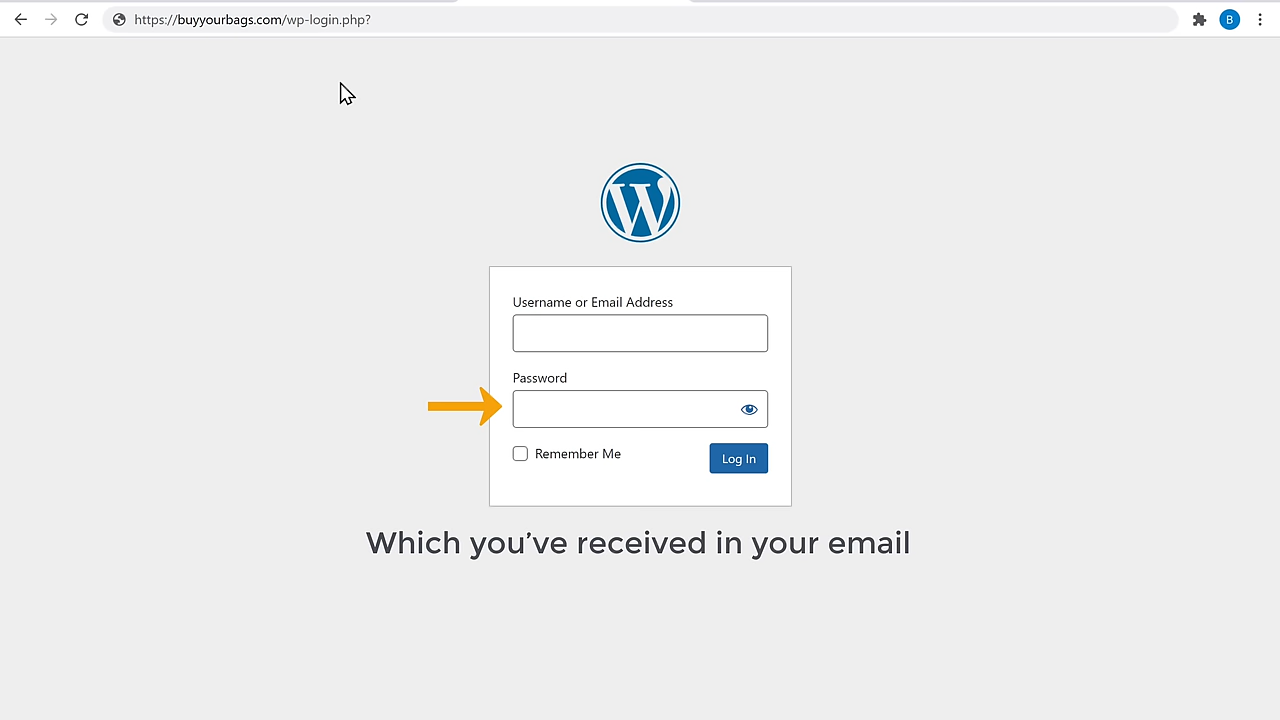 https://buyyourbags.com/wp-login.php?
B
W
Username or Email Address
Password
Remember Me
Log In
Which you’ve received in your email